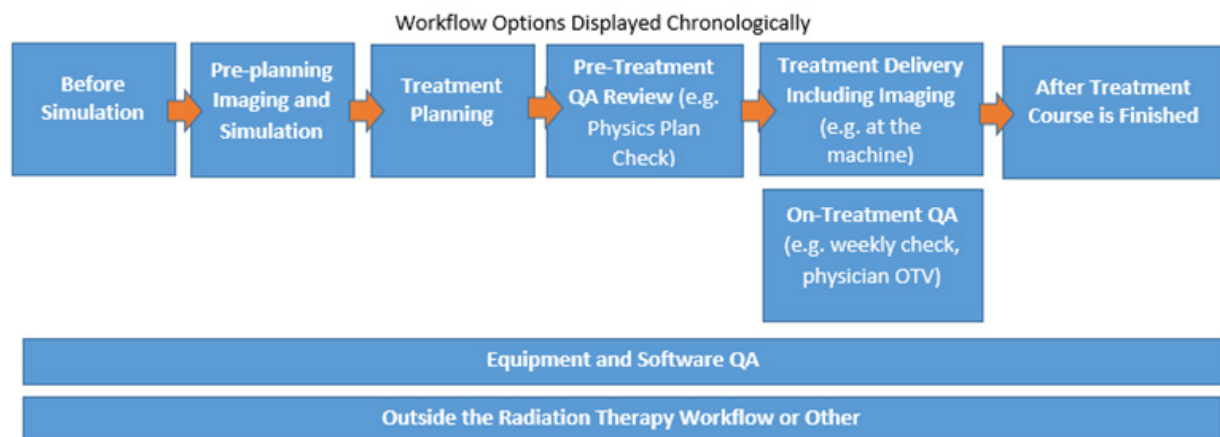 Workflow Options Displayed Chronologically
Before
Simulation
Pre-planning
Imaging and
Simulation
Treatment
Planning
Pre-Treatment
QA Review (e.g.
Physics Plan
Check)
Treatment Delivery
Including Imaging
(e.g. at the
machine)
After Treatment
Course is Finished
On-Treatment QA
(e.g. weekly check,
physician OTV)
Equipment and Software QA
Outside the Radiation Therapy Workflow or Other